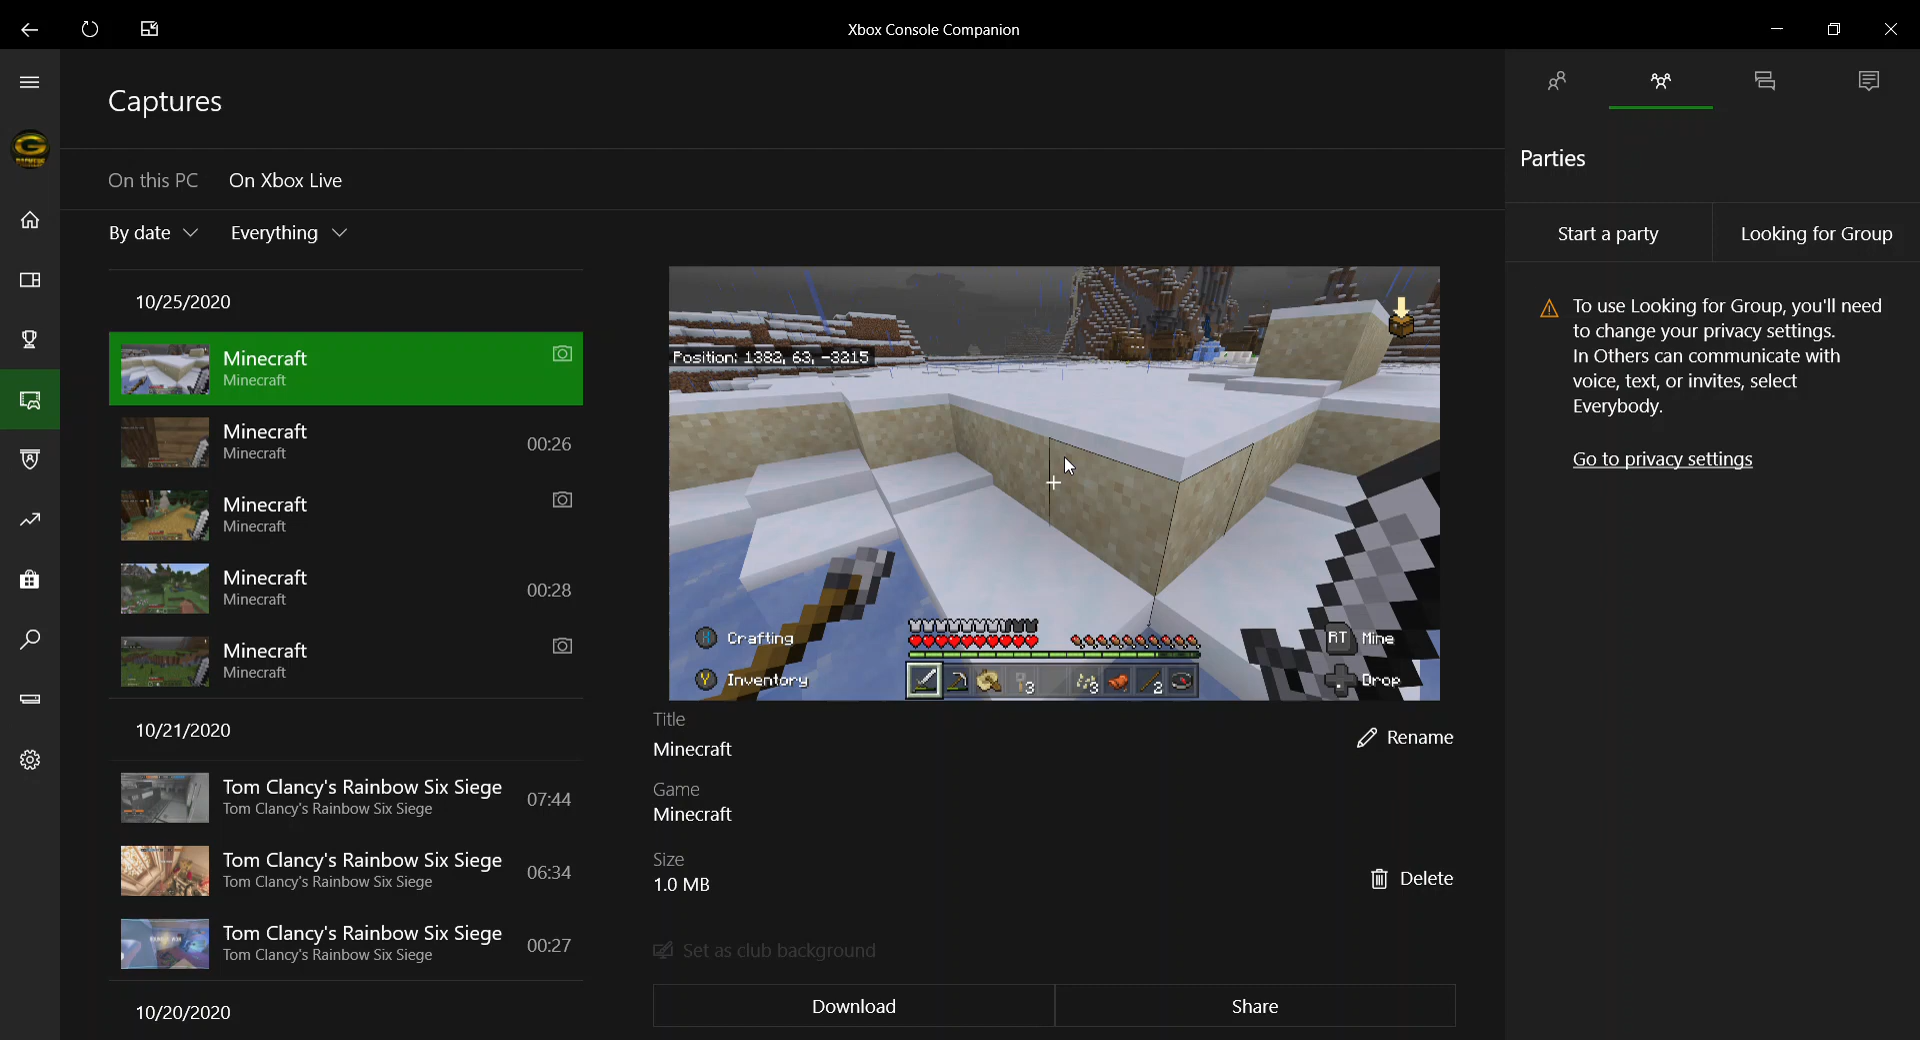 Xbox Console Companion
Captures
On this PC
On Xbox Live
By date
Everything
10/25/2020
Minecraft
Minecraft
Minecraft
Minecraft
00:26
Minecraft
Minecraft
Minecraft
Minecraft
00:28
Minecraft
Minecraft
10/21/2020
Tom Clancy's Rainbow Six Siege
Tom Clancy's Rainbow Six Siege
07:44
Tom Clancy's Rainbow Six Siege
Tom Clancy's Rainbow Six Siege
06:34
Tom Clancy's Rainbow Six Siege
Tom Clancy's Rainbow Six Siege
00:27
10/20/2020
Position: 1382, 63, -3215
X Crafting
Y Inventory
RT Mine
Drop
3
3
2
Title
Minecraft
Rename
Game
Minecraft
Size
1.0 MB
Delete
Set as club background
Download
Share
Parties
Start a party
Looking for Group
To use Looking for Group, you'll need
to change your privacy settings.
In Others can communicate with
voice, text, or invites, select
Everybody.
Go to privacy settings